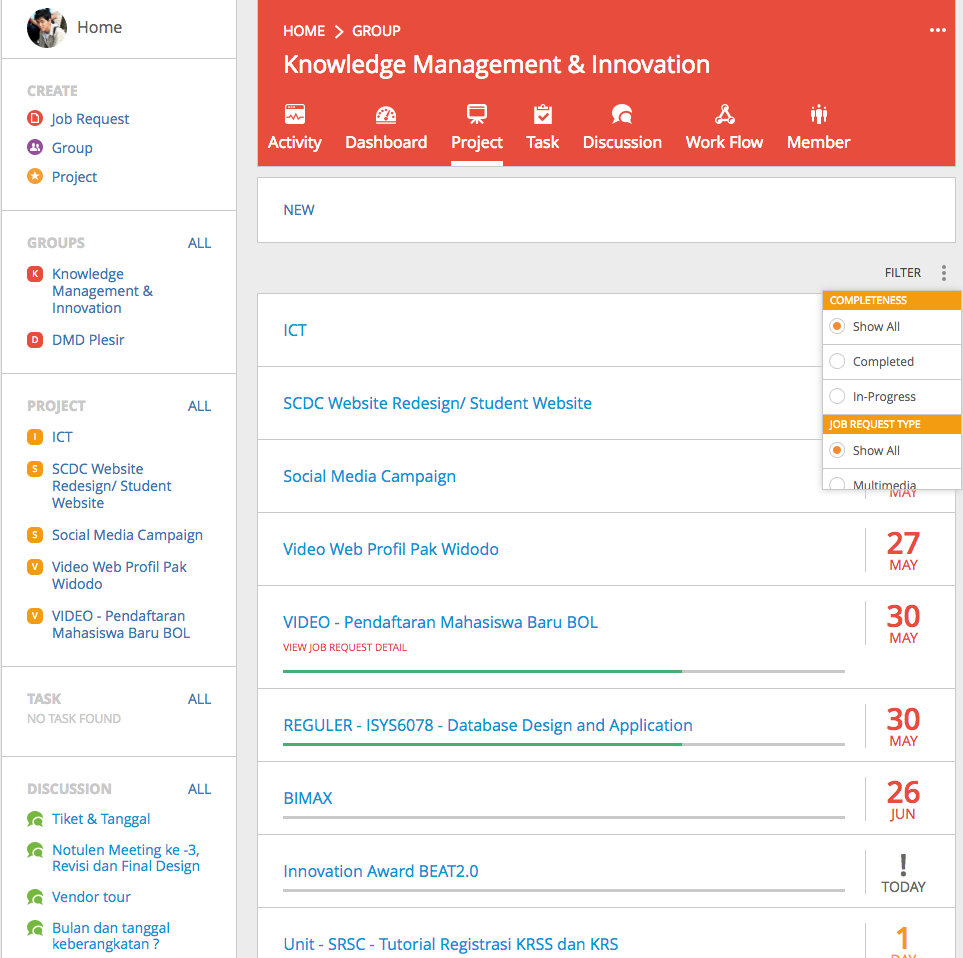 Home
CREATE
Job Request
Group
Project
GROUPS ALL
K Knowledge
Management &
Innovation
D DMD Plesir
PROJECT ALL
I ICT
S SCDC Website
Redesign/ Student
Website
S Social Media Campaign
V Video Web Profil Pak
Widodo
V VIDEO - Pendaftaran
Mahasiswa Baru BOL
TASK ALL
NO TASK FOUND
DISCUSSION ALL
Tiket & Tanggal
Notulen Meeting ke -3,
Revisi dan Final Design
Vendor tour
Bulan dan tanggal
keberangkatan ?
HOME > GROUP
Knowledge Management & Innovation
Activity Dashboard Project Task Discussion Work Flow Member
NEW
FILTER
COMPLETENESS
Show All
Completed
In-Progress
JOB REQUEST TYPE
Show All
Multimedia
ICT
SCDC Website Redesign/ Student Website
Social Media Campaign
MAY
Video Web Profil Pak Widodo
27
MAY
VIDEO - Pendaftaran Mahasiswa Baru BOL
VIEW JOB REQUEST DETAIL
30
MAY
REGULER - ISYS6078 - Database Design and Application
30
MAY
BIMAX
26
JUN
Innovation Award BEAT2.0
!
TODAY
Unit - SRSC - Tutorial Registrasi KRSS dan KRS
1
DAY